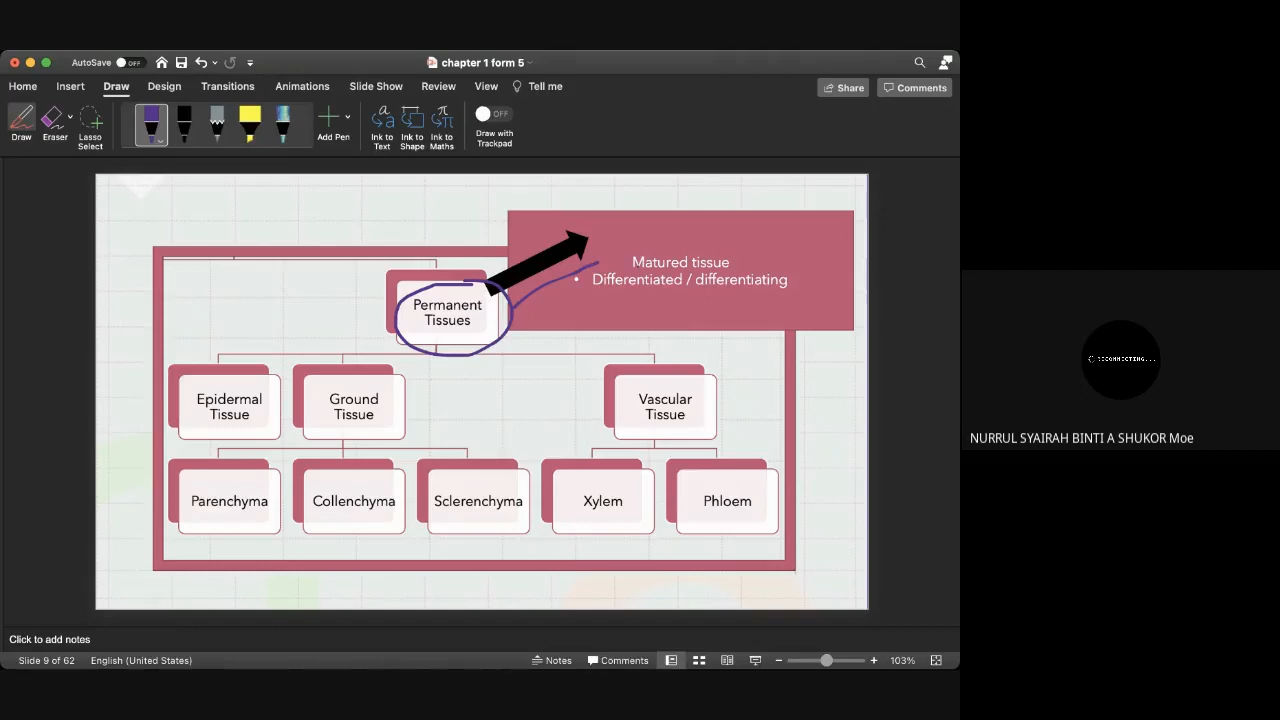 AutoSave OFF
chapter 1 form 5
Home Insert Draw Design Transitions Animations Slide Show Review View Tell me
Share Comments
Draw Eraser Lasso Select Add Pen Ink to Text Ink to Shape Ink to Maths OFF Draw with Trackpad
Matured tissue
• Differentiated / differentiating
Permanent
Tissues
Epidermal
Tissue
Ground
Tissue
Vascular
Tissue
Parenchyma
Collenchyma
Sclerenchyma
Xylem
Phloem
RECONNECTING...
NURRUL SYAIRAH BINTI A SHUKOR Moe
Click to add notes
Slide 9 of 62 English (United States) Notes Comments 103%